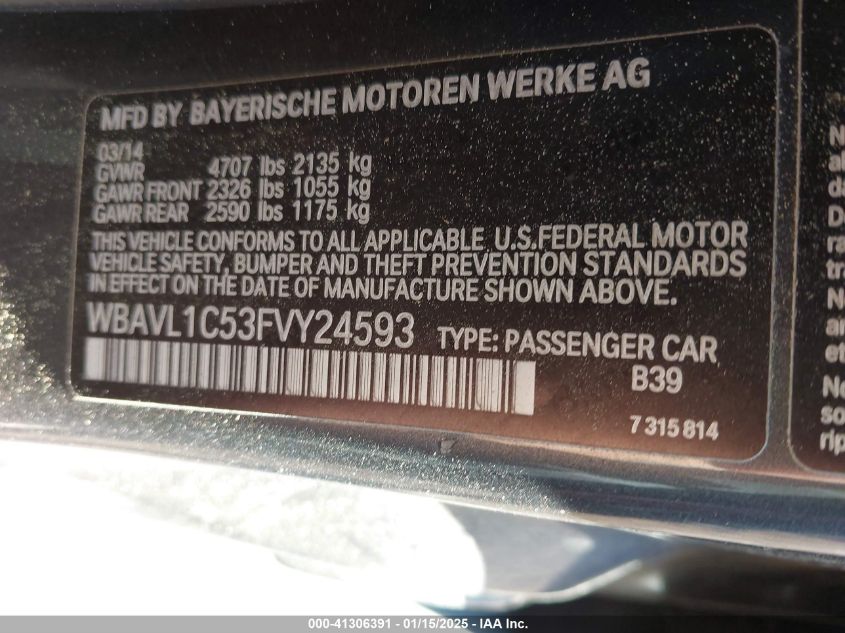 MFD BY BAYERISCHE MOTOREN WERKE AG
03/14
GVWR 4707 lbs 2135 kg
GAWR FRONT 2326 lbs 1055 kg
GAWR REAR 2590 lbs 1175 kg
THIS VEHICLE CONFORMS TO ALL APPLICABLE U.S.FEDERAL MOTOR
VEHICLE SAFETY, BUMPER AND THEFT PREVENTION STANDARDS
IN EFFECT ON THE DATE OF MANUFACTURE SHOWN ABOVE.
WBAVL1C53FVY24593 TYPE: PASSENGER CAR
B39
7 315 814
000-41306391 - 01/15/2025 - IAA Inc.